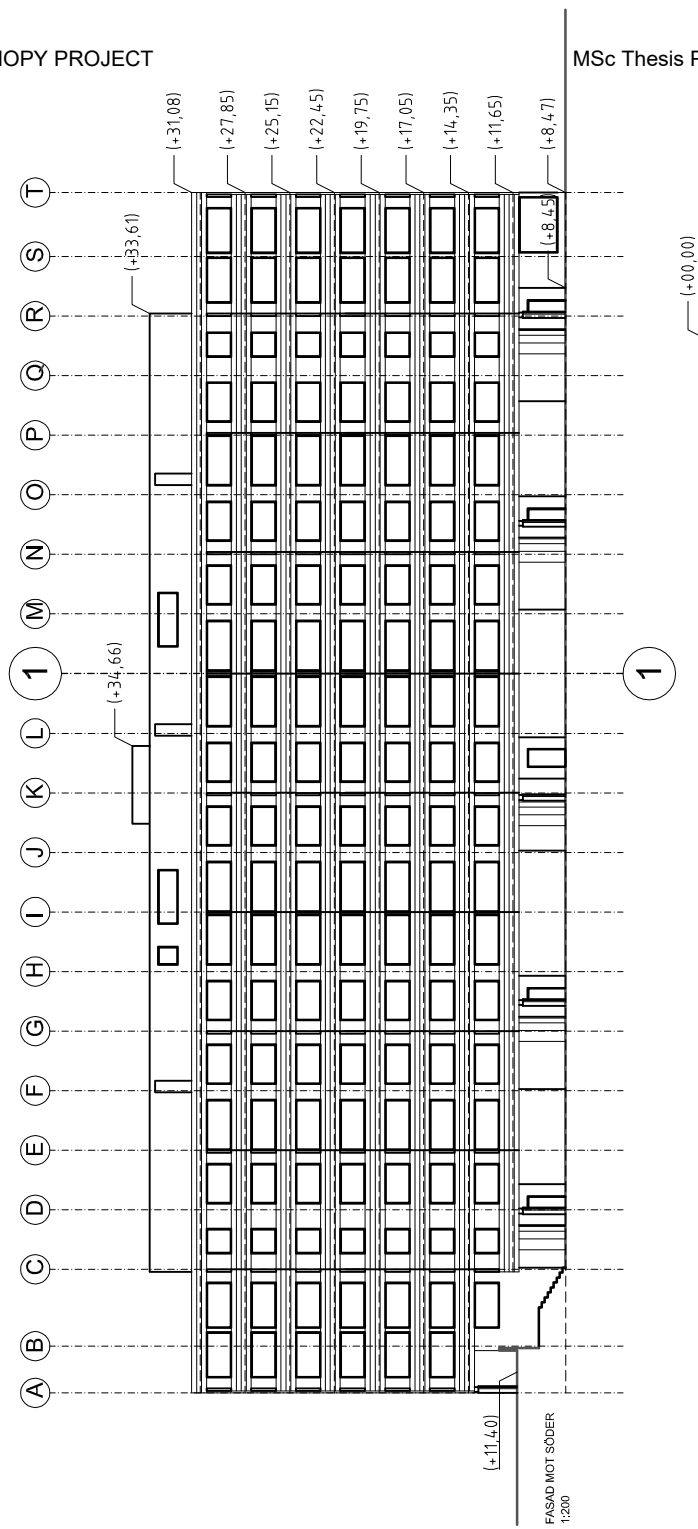 NOPY PROJECT
MSc Thesis P
(+31,08)
(+27,85)
(+25,15)
(+22,45)
(+19,75)
(+17,05)
(+14,35)
(+11,65)
(+8,47)
(+33,61)
(+8,45)
(+00,00)
(+34,66)
(+11,40)
T
S
R
Q
P
O
N
M
1
1
L
K
J
I
H
G
F
E
D
C
B
A
FASAD MOT SÖDER
1:200